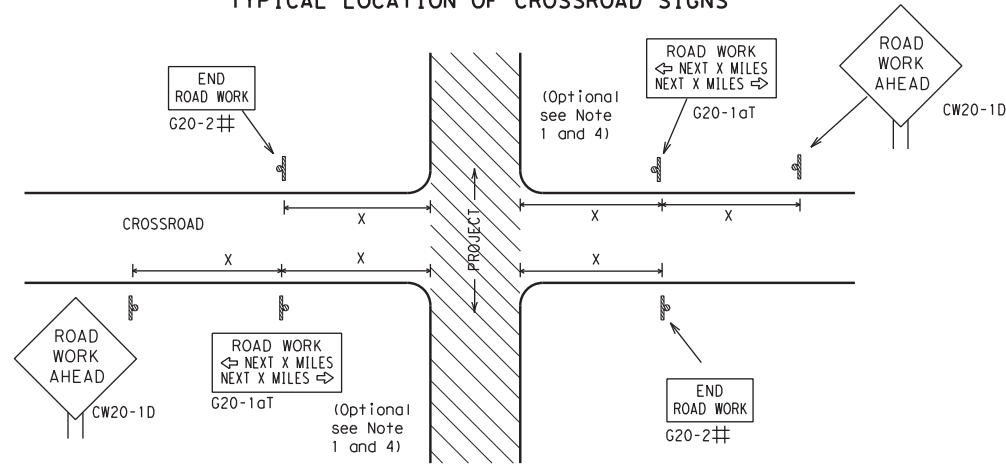 TYPICAL LOCATION OF CROSSROAD SIGNS
END
ROAD WORK
G20-2#
(Optional
see Note
1 and 4)
ROAD WORK
⇦ NEXT X MILES
NEXT X MILES ⇨
G20-1aT
ROAD
WORK
AHEAD
CW20-1D
CROSSROAD
X
X
X
PROJECT
X
X
X
ROAD
WORK
AHEAD
CW20-1D
ROAD WORK
⇦ NEXT X MILES
NEXT X MILES ⇨
G20-1aT
(Optional
see Note
1 and 4)
END
ROAD WORK
G20-2#